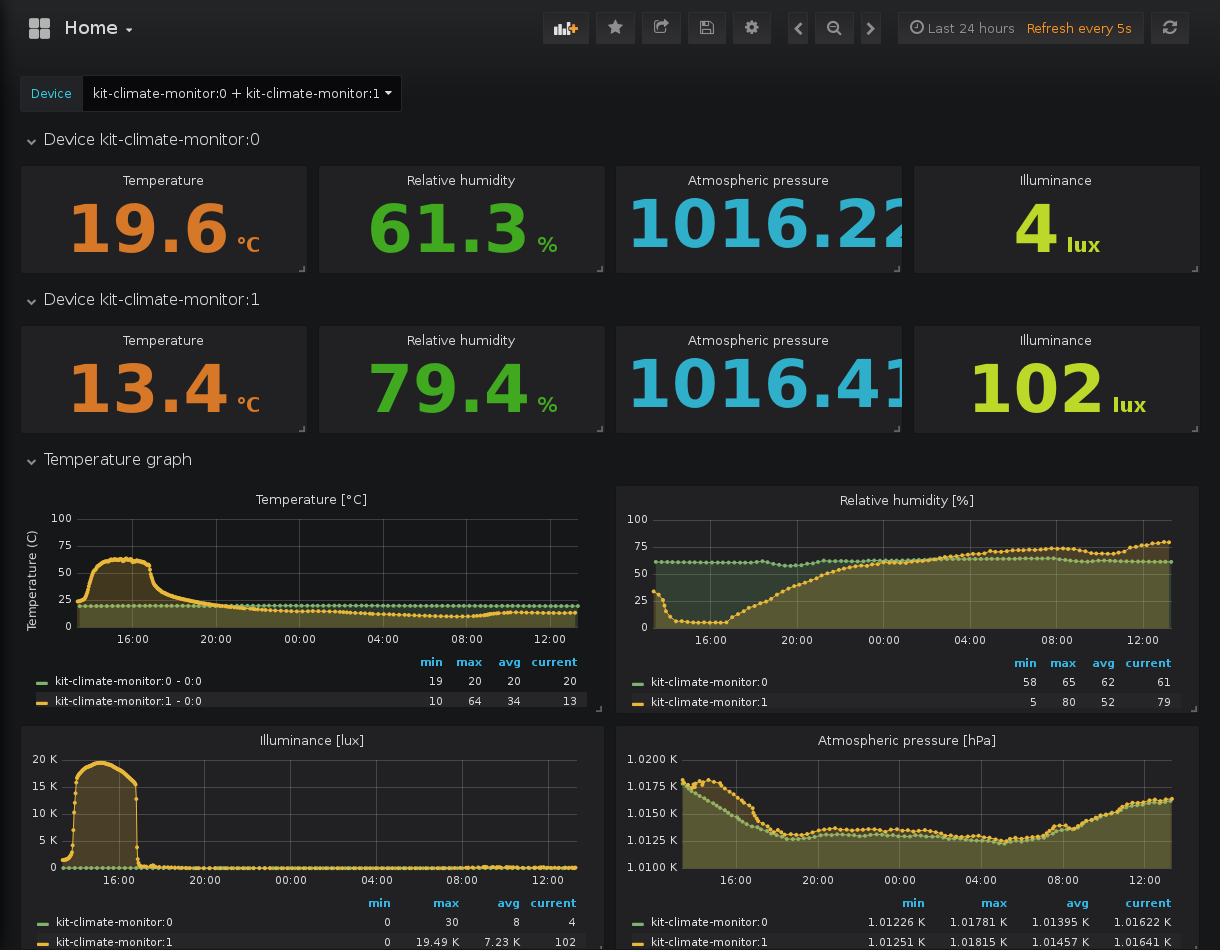 Home
Last 24 hours Refresh every 5s
Device kit-climate-monitor:0 + kit-climate-monitor:1
Device kit-climate-monitor:0
Temperature Relative humidity Atmospheric pressure Illuminance
19.6 °C 61.3 % 1016.22 4 lux
Device kit-climate-monitor:1
Temperature Relative humidity Atmospheric pressure Illuminance
13.4 °C 79.4 % 1016.41 102 lux
Temperature graph
Temperature [°C]
Temperature (C)
100
75
50
25
0
16:00 20:00 00:00 04:00 08:00 12:00
min max avg current
kit-climate-monitor:0 - 0:0 19 20 20 20
kit-climate-monitor:1 - 0:0 10 64 34 13
Relative humidity [%]
100
75
50
25
0
16:00 20:00 00:00 04:00 08:00 12:00
min max avg current
kit-climate-monitor:0 58 65 62 61
kit-climate-monitor:1 5 80 52 79
Illuminance [lux]
20 K
15 K
10 K
5 K
0
16:00 20:00 00:00 04:00 08:00 12:00
min max avg current
kit-climate-monitor:0 0 30 8 4
kit-climate-monitor:1 0 19.49 K 7.23 K 102
Atmospheric pressure [hPa]
1.0200 K
1.0175 K
1.0150 K
1.0125 K
1.0100 K
16:00 20:00 00:00 04:00 08:00 12:00
min max avg current
kit-climate-monitor:0 1.01226 K 1.01781 K 1.01395 K 1.01622 K
kit-climate-monitor:1 1.01251 K 1.01815 K 1.01457 K 1.01641 K